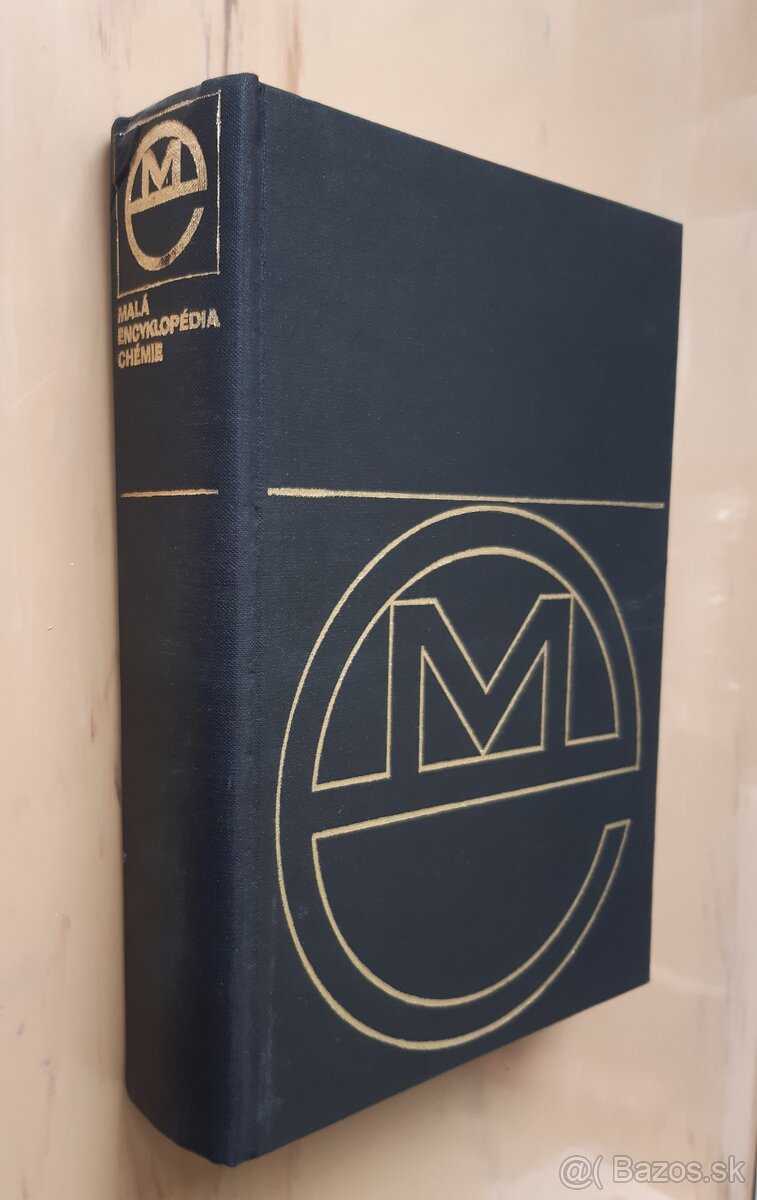 M
MALÁ
ENCYKLOPÉDIA
CHÉMIE
M
@( Bazos.sk